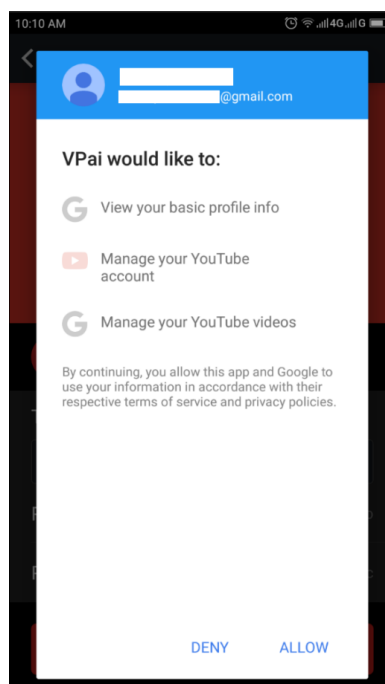 10:10 AM 4G G
@gmail.com
VPai would like to:
View your basic profile info
Manage your YouTube
account
Manage your YouTube videos
By continuing, you allow this app and Google to
use your information in accordance with their
respective terms of service and privacy policies.
DENY ALLOW